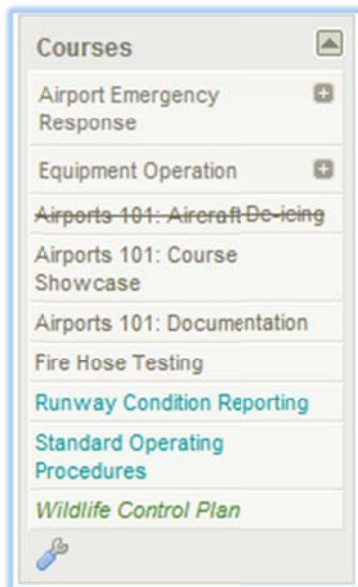 Courses
Airport Emergency
Response
Equipment Operation
Airports 101: Aircraft De-icing
Airports 101: Course
Showcase
Airports 101: Documentation
Fire Hose Testing
Runway Condition Reporting
Standard Operating
Procedures
Wildlife Control Plan